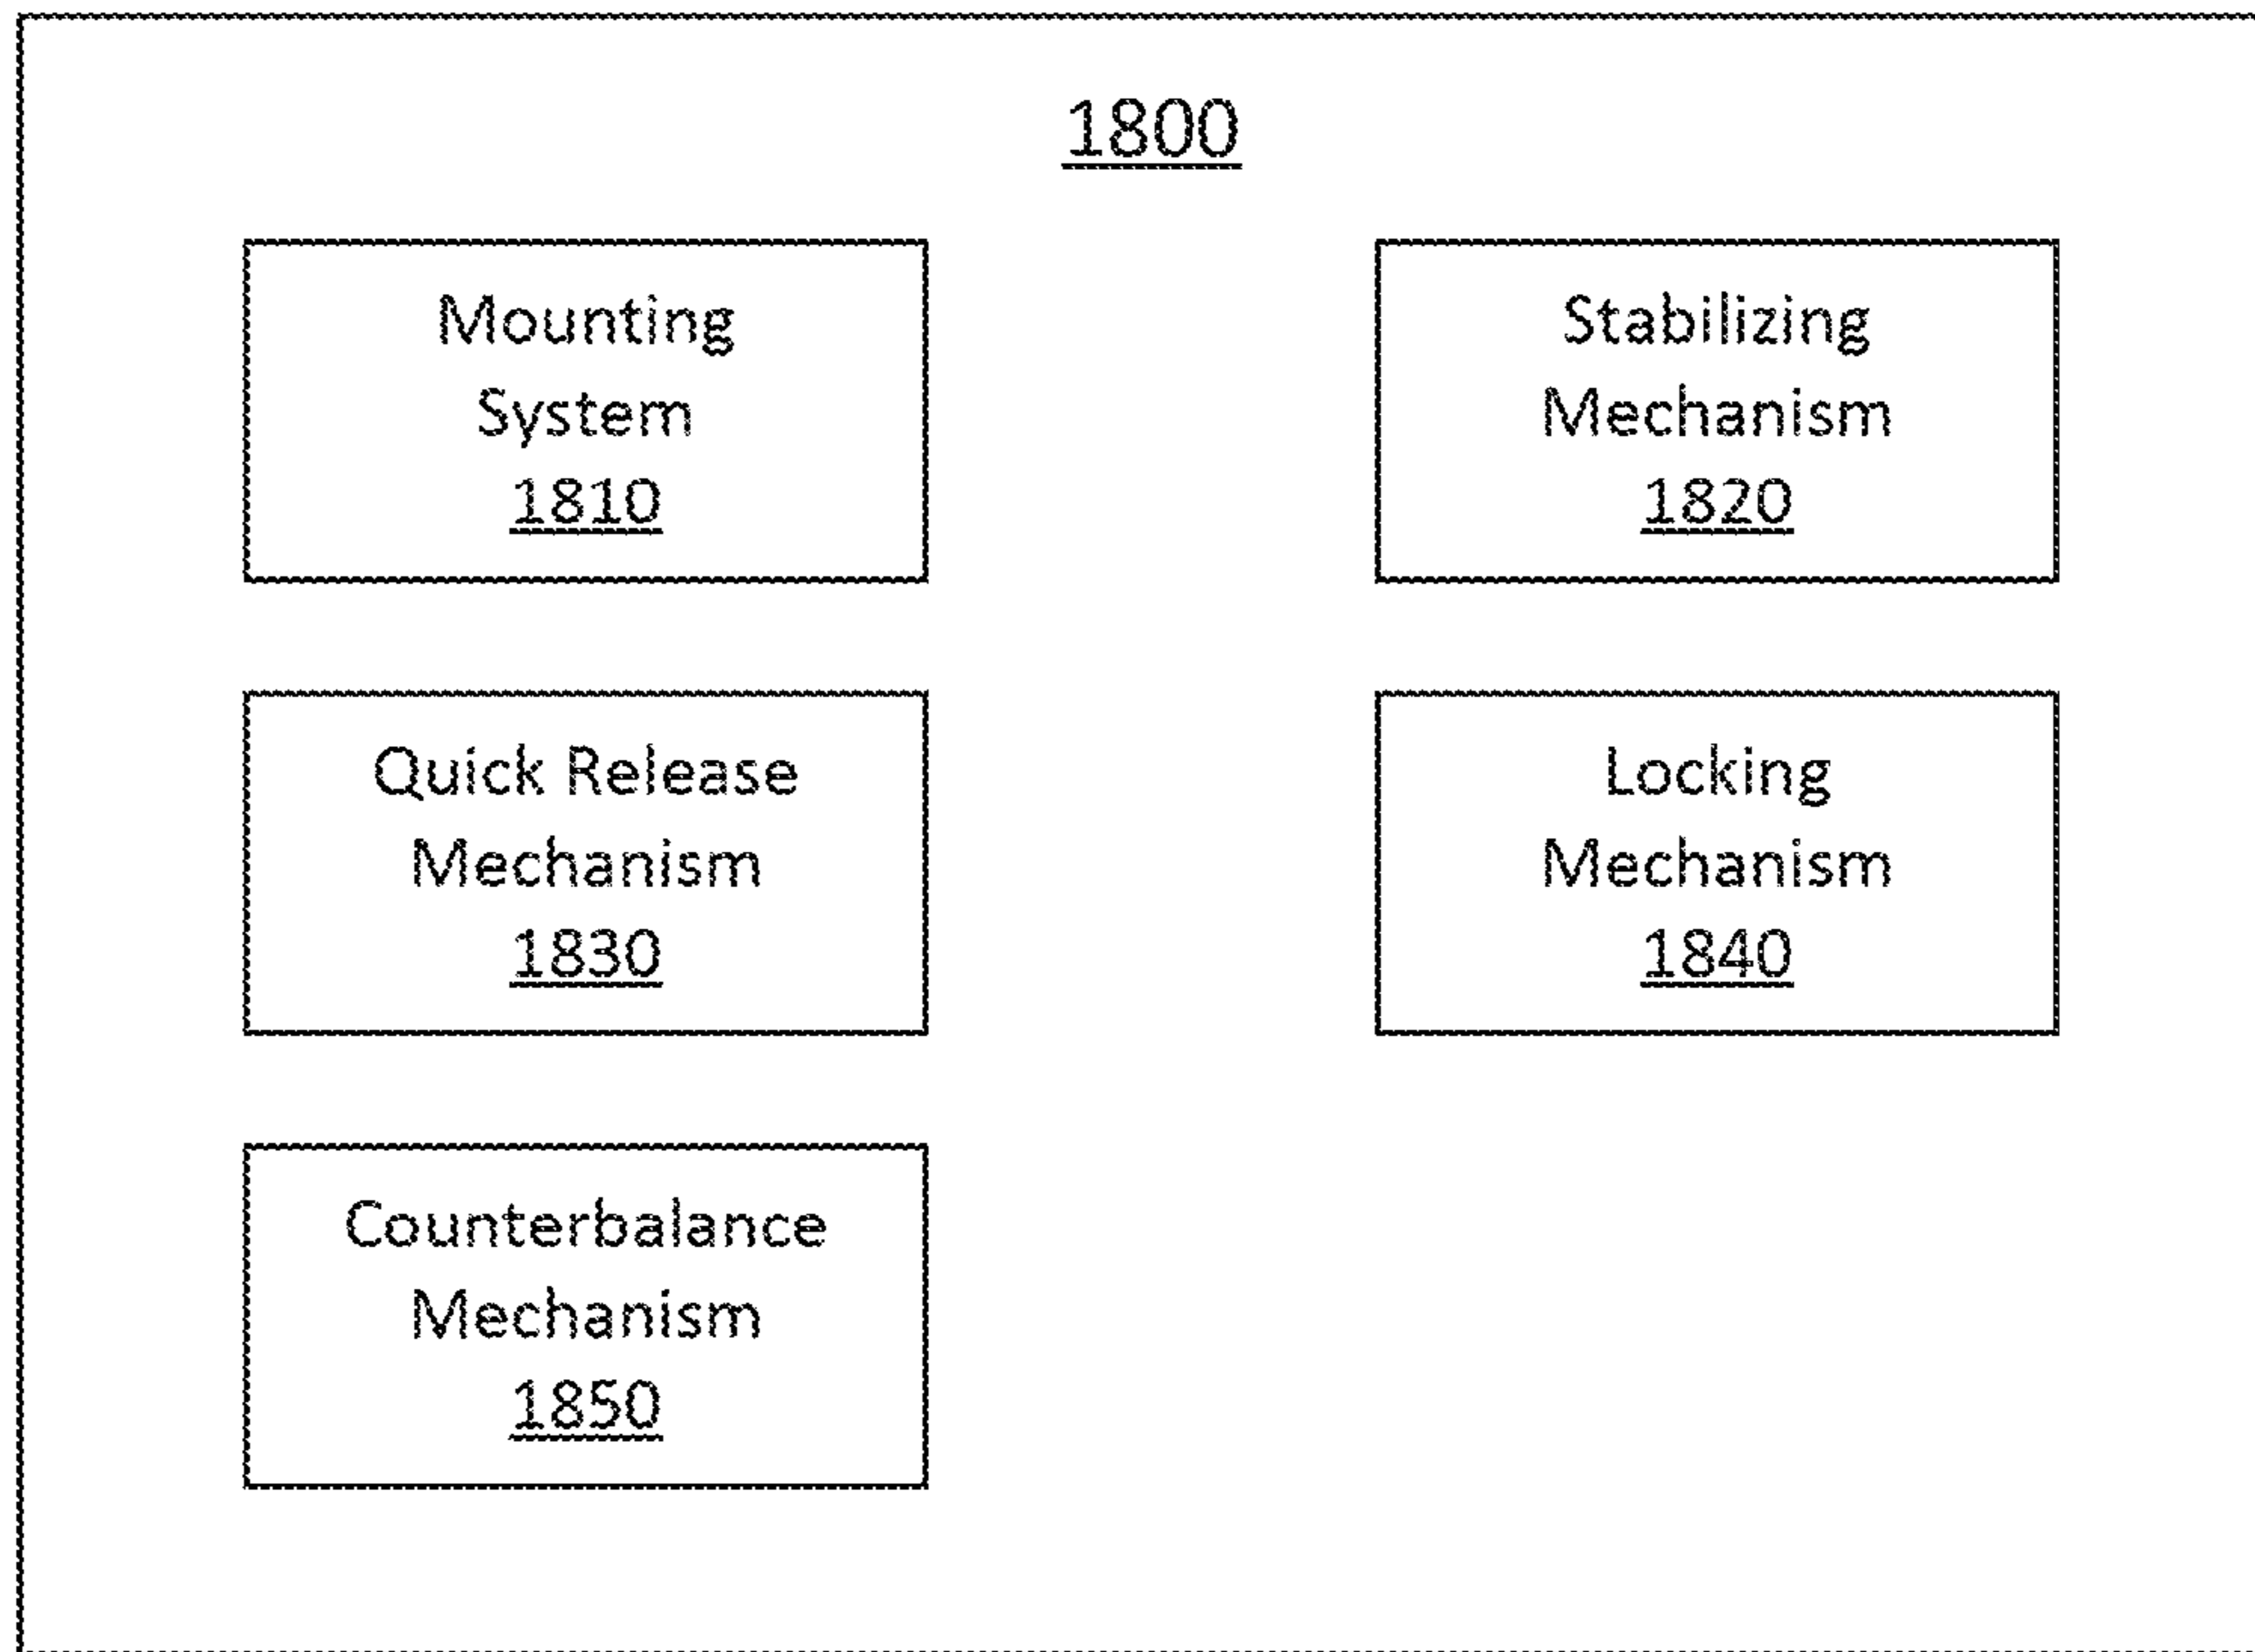 1800
Mounting
System
1810
Stabilizing
Mechanism
1820
Quick Release
Mechanism
1830
Locking
Mechanism
1840
Counterbalance
Mechanism
1850